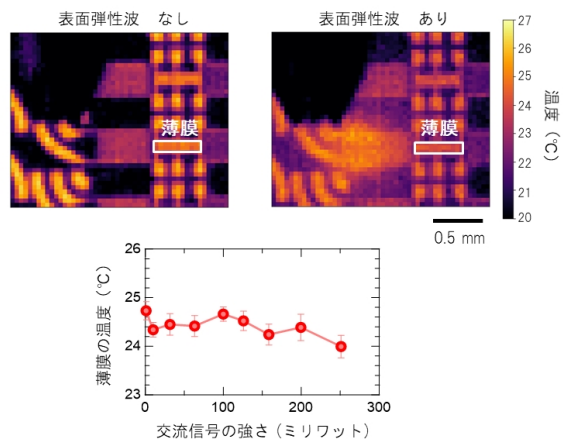 表面弾性波 なし
表面弾性波 あり
薄膜
薄膜
27
26
25
24
23
22
21
20
温度（℃）
0.5 mm
26
25
24
23
薄膜の温度（℃）
0
100
200
300
交流信号の強さ（ミリワット）